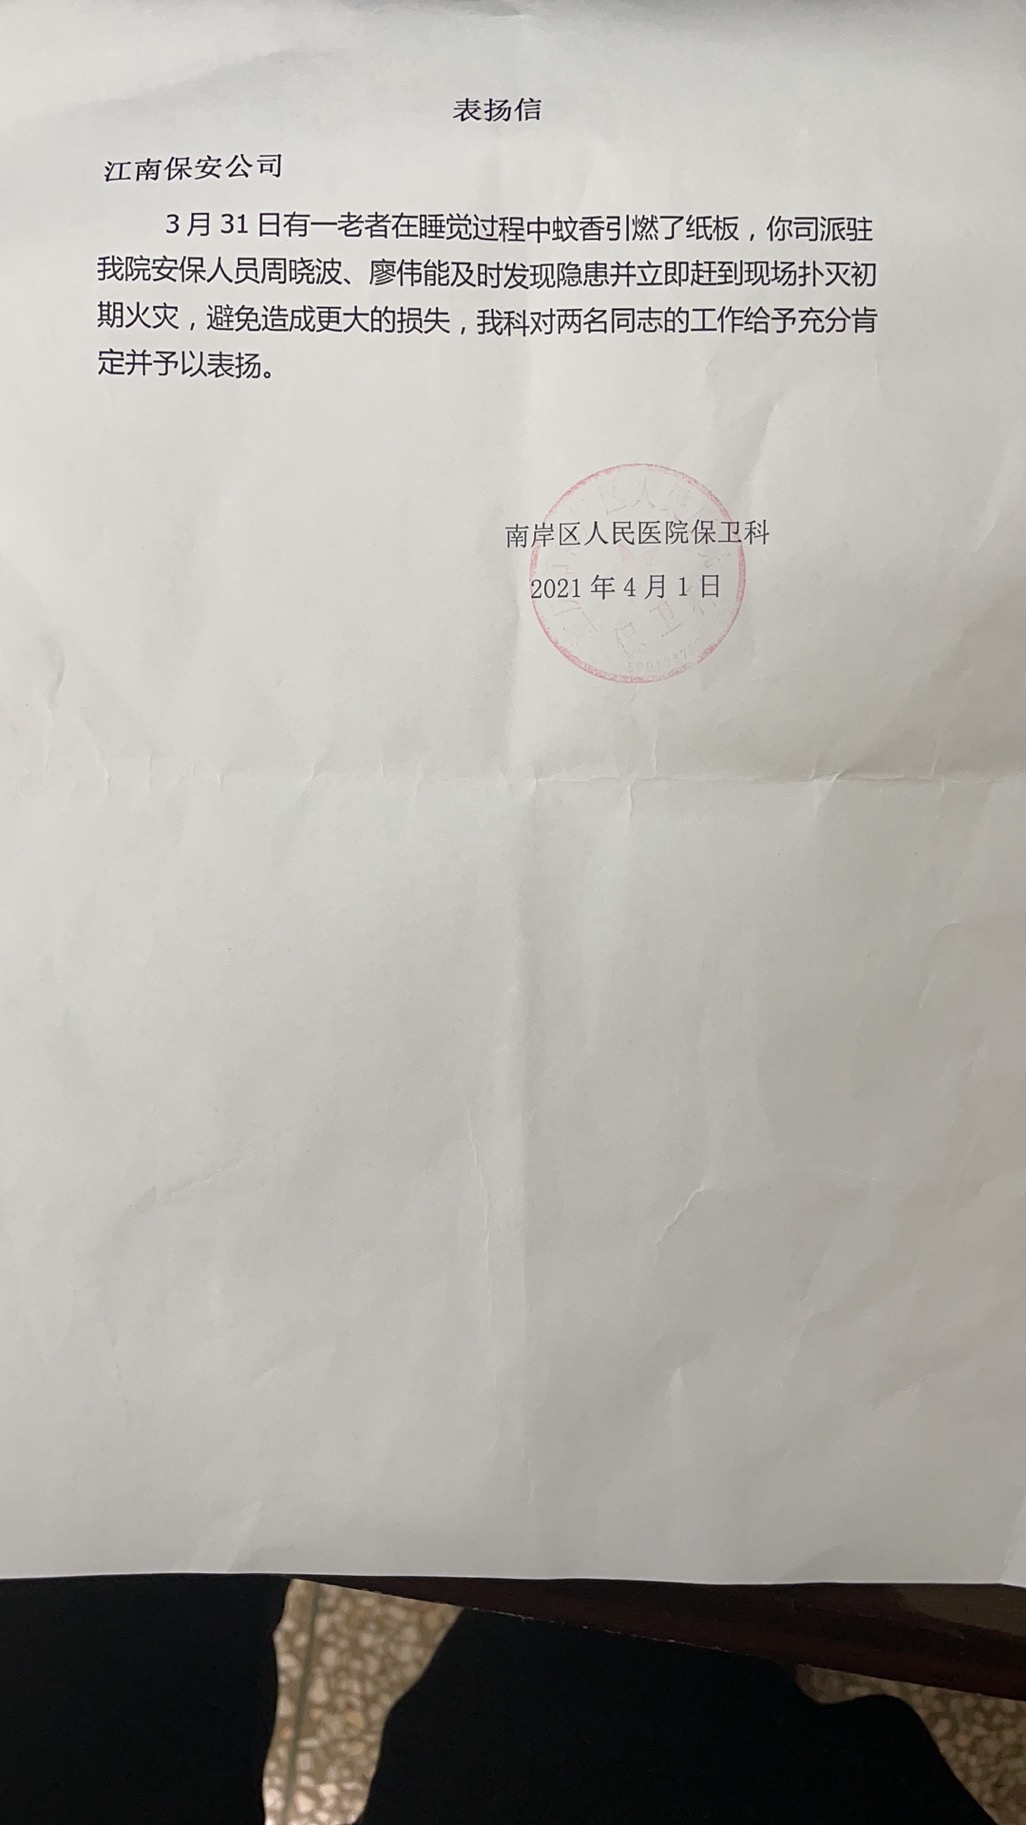 表扬信
江南保安公司
3月31日有一老者在睡觉过程中蚊香引燃了纸板，你司派驻
我院安保人员周晓波、廖伟能及时发现隐患并立即赶到现场扑灭初
期火灾，避免造成更大的损失，我科对两名同志的工作给予充分肯
定并予以表扬。
南岸区人民医院保卫科
2021年4月1日